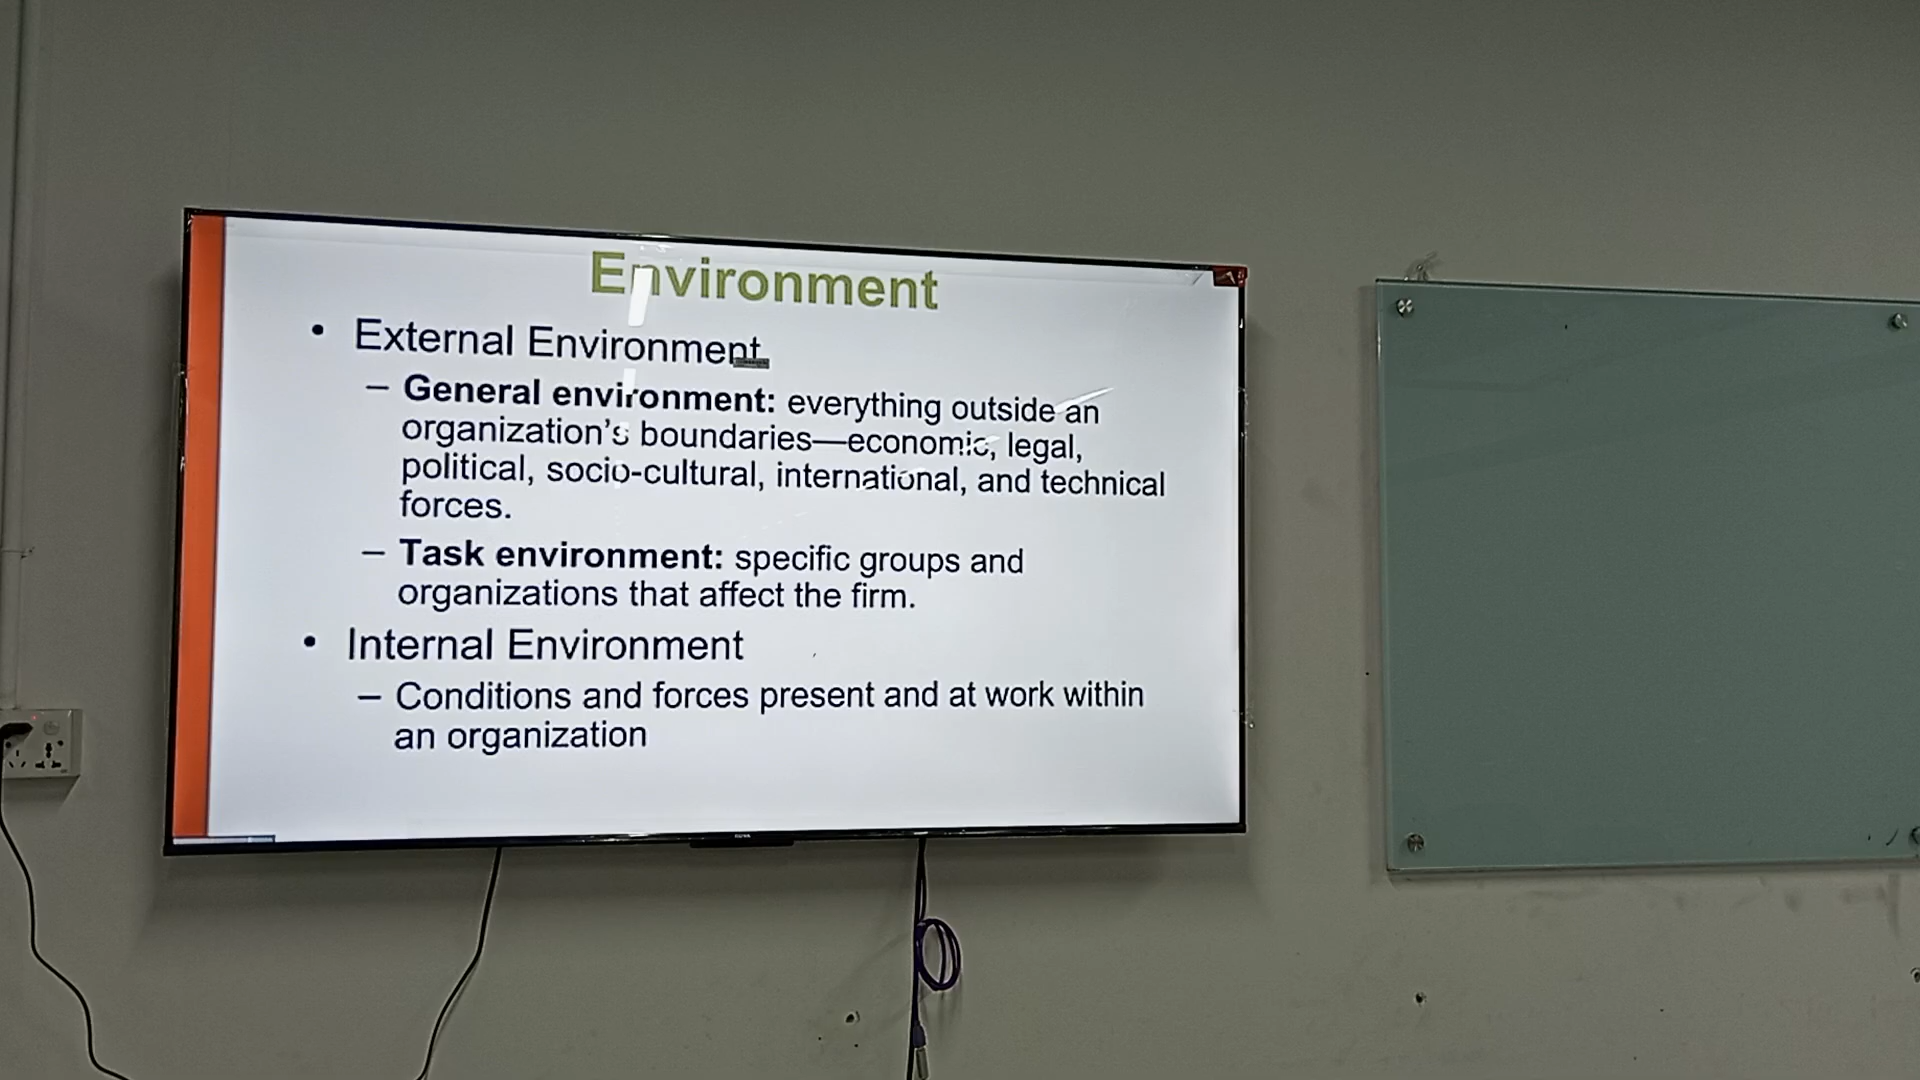 Environment
• External Environment
– General environment: everything outside an
organization's boundaries—economic, legal,
political, socio-cultural, international, and technical
forces.
– Task environment: specific groups and
organizations that affect the firm.
• Internal Environment
– Conditions and forces present and at work within
an organization